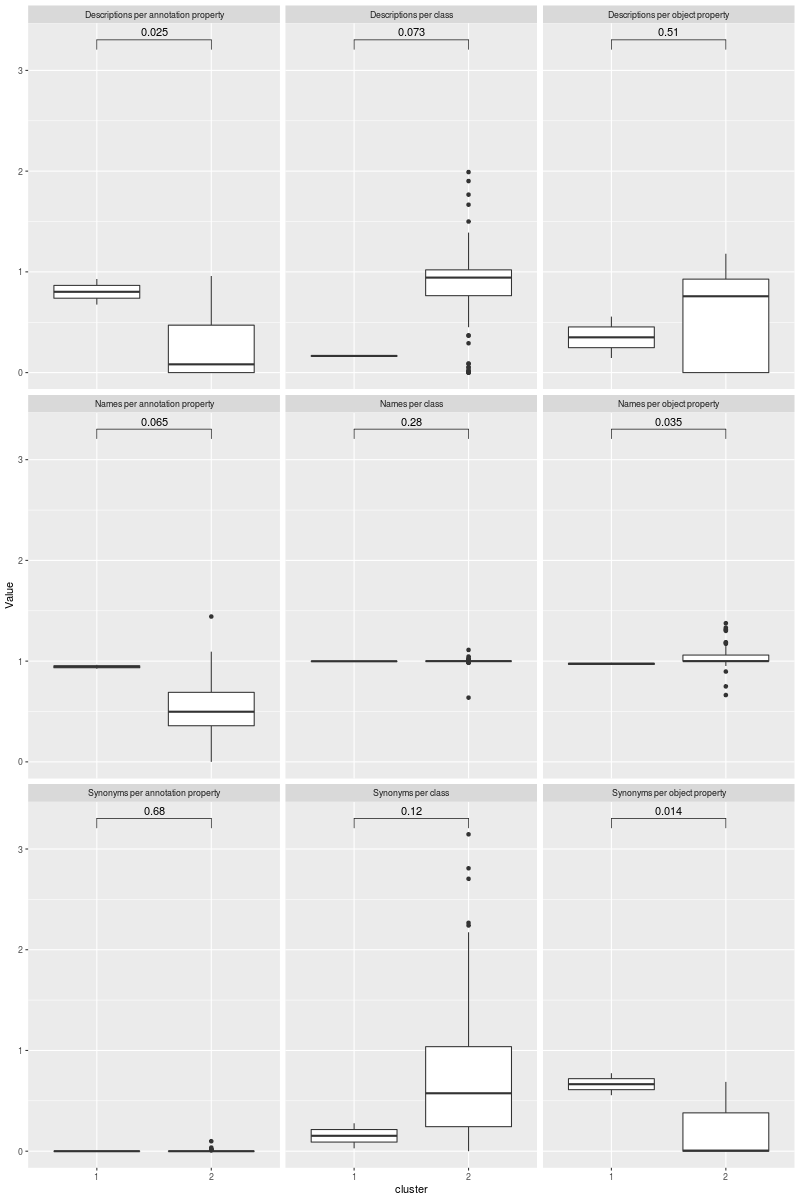 Descriptions per annotation property
Descriptions per class
Descriptions per object property
0.025
0.073
0.51
3
2
1
0
Names per annotation property
Names per class
Names per object property
0.065
0.28
0.035
3
2
1
0
Value
Synonyms per annotation property
Synonyms per class
Synonyms per object property
0.68
0.12
0.014
3
2
1
0
1 2
1 2
1 2
cluster